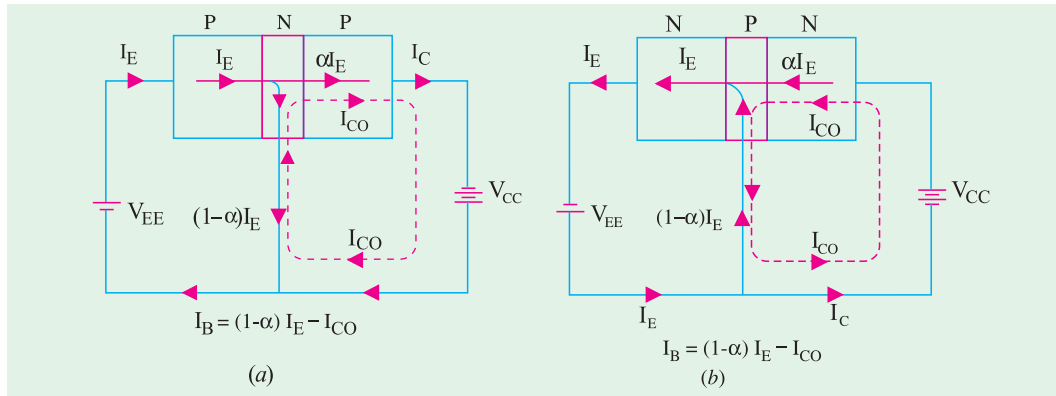 P N P
I_E I_E αI_E I_C
I_CO
V_EE (1–α)I_E V_CC
I_CO
I_B = (1-α) I_E – I_CO
(a)
N P N
I_E I_E αI_E
I_CO
V_EE (1–α)I_E V_CC
I_CO
I_E I_C
I_B = (1-α) I_E – I_CO
(b)